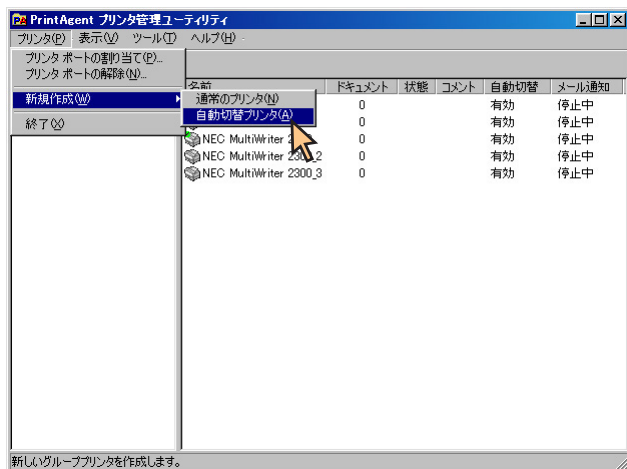 PrintAgent プリンタ管理ユーティリティ
プリンタ(P) 表示(V) ツール(T) ヘルプ(H)
プリンタ ポートの割り当て(P)...
プリンタ ポートの解除(N)...
新規作成(W)
終了(X)
通常のプリンタ(N)
自動切替プリンタ(A)
名前 ドキュメント 状態 コメント 自動切替 メール通知
0 有効 停止中
0 有効 停止中
NEC MultiWriter 0 有効 停止中
NEC MultiWriter 2300_2 0 有効 停止中
NEC MultiWriter 2300_3 0 有効 停止中
新しいグループプリンタを作成します。